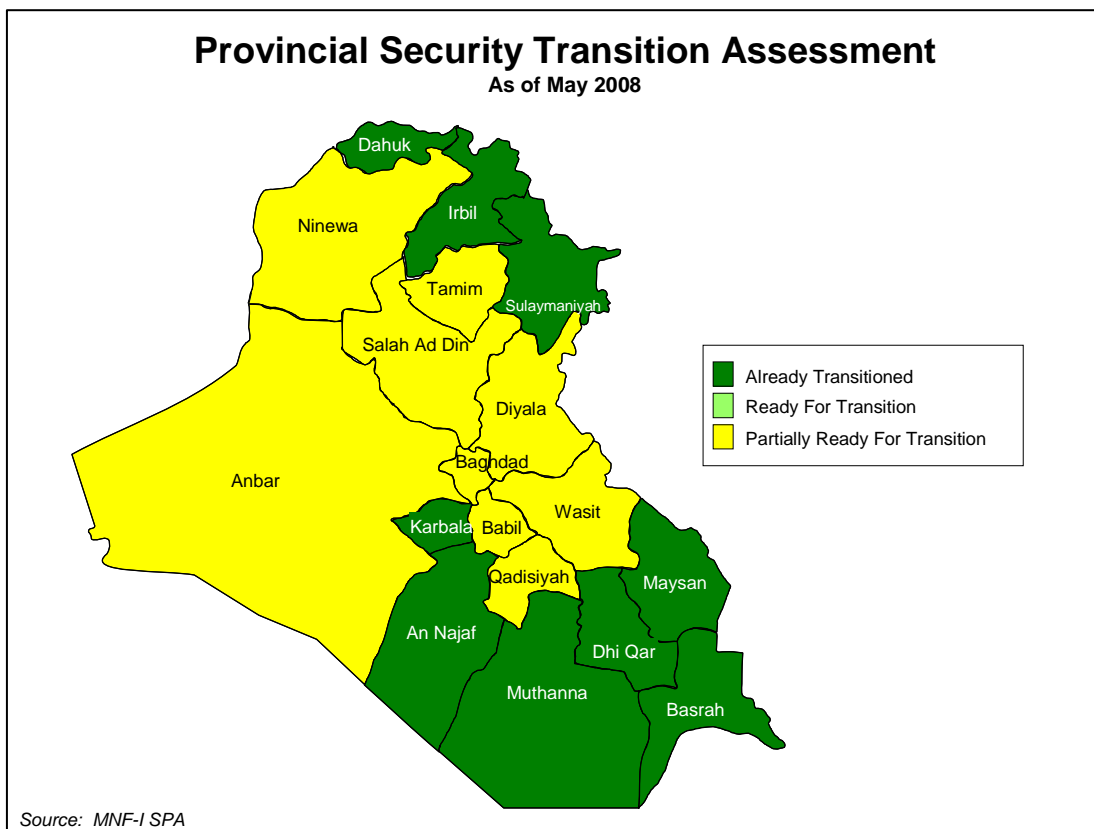 Provincial Security Transition Assessment
As of May 2008
Dahuk
Ninewa
Irbil
Tamim
Sulaymaniyah
Salah Ad Din
Diyala
Baghdad
Anbar
Wasit
Karbala
Babil
Qadisiyah
Maysan
An Najaf
Dhi Qar
Muthanna
Basrah
Already Transitioned
Ready For Transition
Partially Ready For Transition
Source: MNF-I SPA